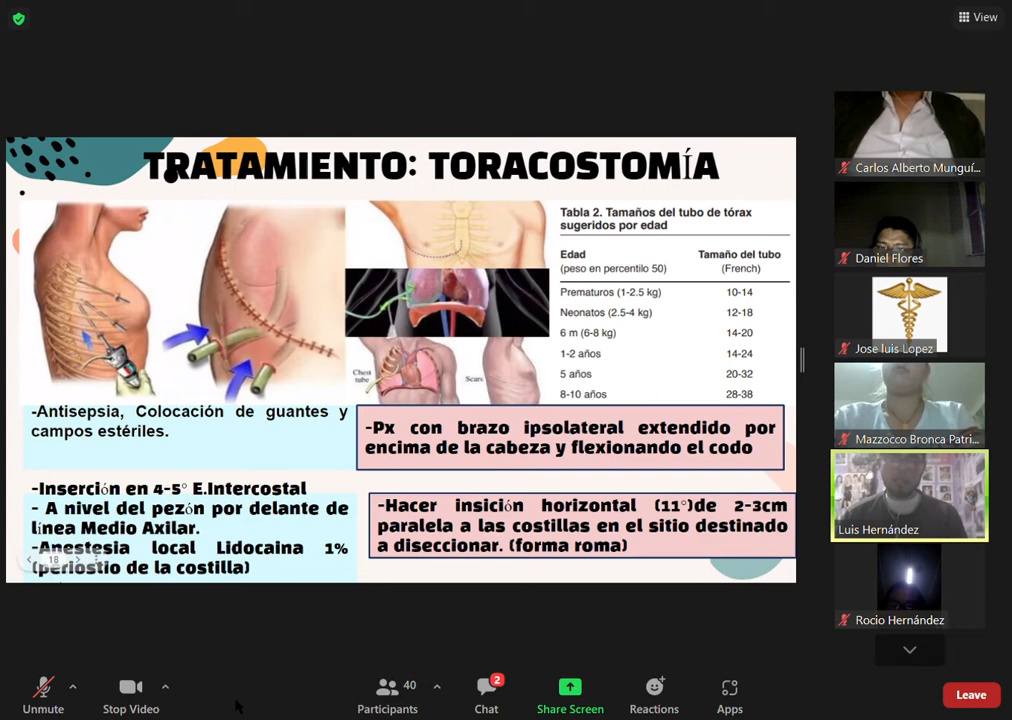 View
TRATAMIENTO: TORACOSTOMÍA
Tabla 2. Tamaños del tubo de tórax
sugeridos por edad
Edad
(peso en percentilo 50)
Tamaño del tubo
(French)
Prematuros (1-2.5 kg) 10-14
Neonatos (2.5-4 kg) 12-18
6 m (6-8 kg) 14-20
1-2 años 14-24
5 años 20-32
8-10 años 28-38
Chest
tube
Scars
-Antisepsia, Colocación de guantes y
campos estériles.
-Px con brazo ipsolateral extendido por
encima de la cabeza y flexionando el codo
-Inserción en 4-5° E.Intercostal
- A nivel del pezón por delante de
línea Medio Axilar.
-Anestesia local Lidocaina 1%
(periostio de la costilla)
-Hacer insición horizontal (11°)de 2-3cm
paralela a las costillas en el sitio destinado
a diseccionar. (forma roma)
18
Carlos Alberto Munguí...
Daniel Flores
Jose luis Lopez
Mazzocco Bronca Patri...
Luis Hernández
Rocio Hernández
Unmute
Stop Video
Participants
40
Chat
2
Share Screen
Reactions
Apps
Leave